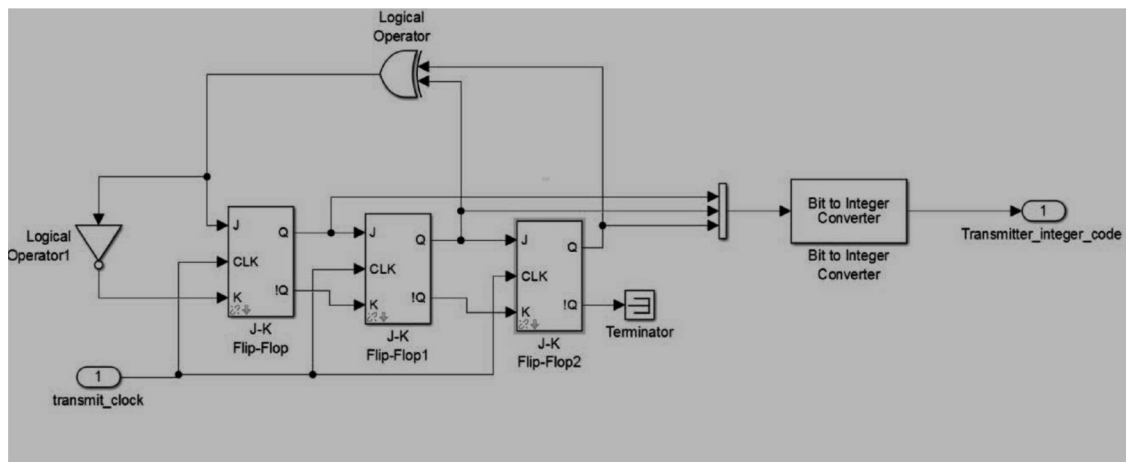 Logical
Operator
Logical
Operator1
J
CLK
K
Q
!Q
J-K
Flip-Flop
J
CLK
K
Q
!Q
J-K
Flip-Flop1
J
CLK
K
Q
!Q
J-K
Flip-Flop2
Terminator
Bit to Integer
Converter
Bit to Integer
Converter
1
Transmitter_integer_code
1
transmit_clock